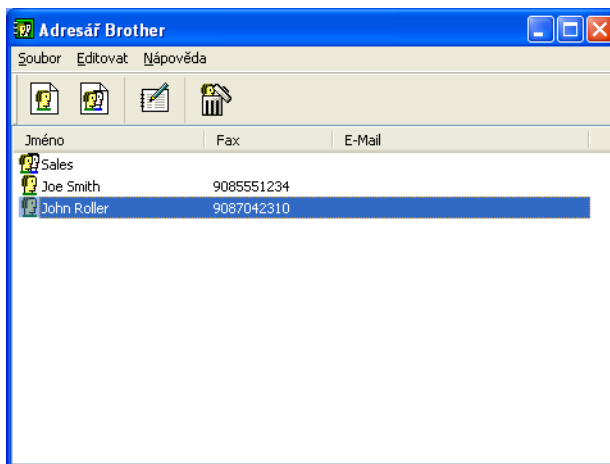 Adresář Brother
Soubor Editovat Nápověda
Jméno Fax E-Mail
Sales
Joe Smith 9085551234
John Roller 9087042310